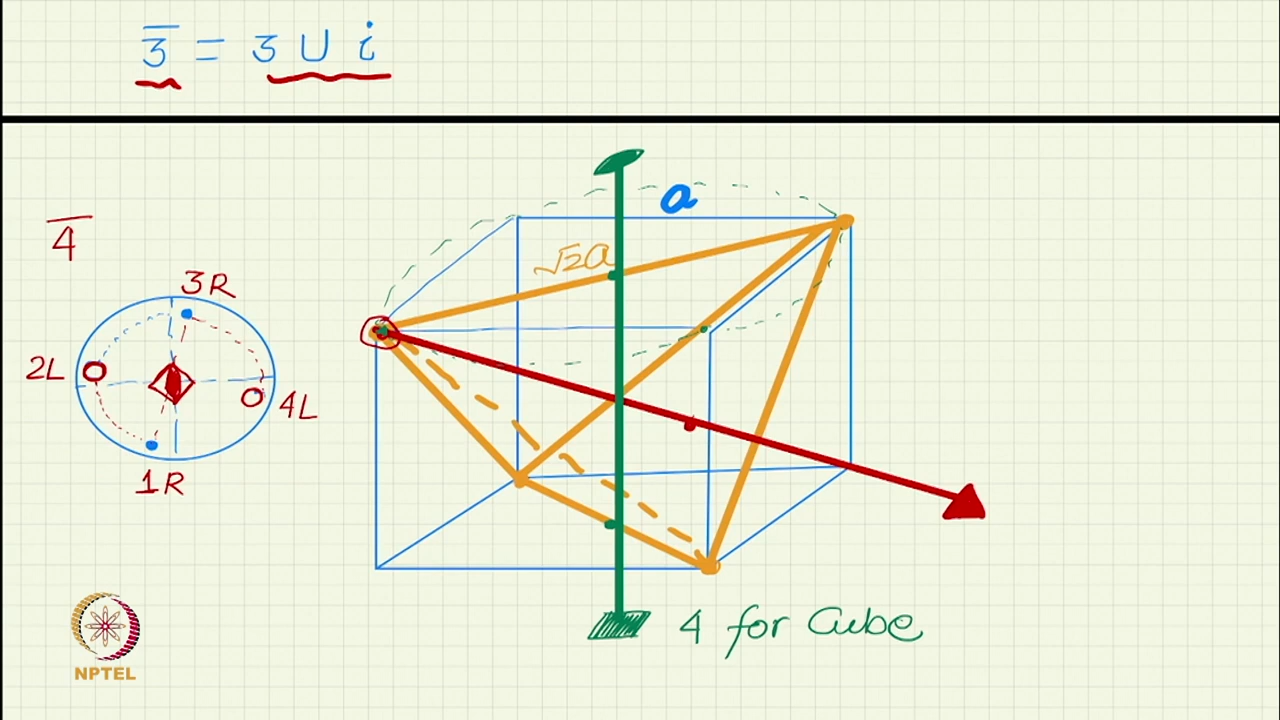 3̅ = 3 U i
a
4̅
√2a
3R
2L
4L
1R
4 for Cube
NPTEL